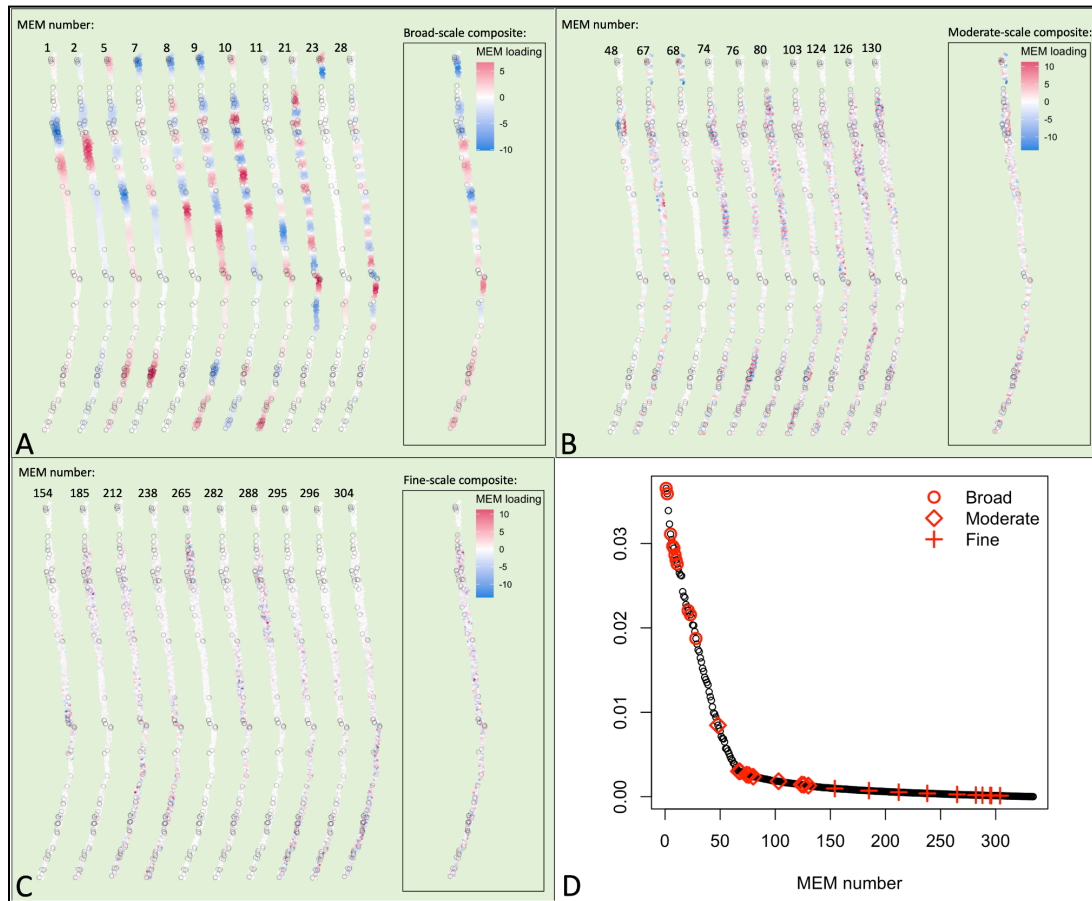 MEM number:
1 2 5 7 8 9 10 11 21 23 28
Broad-scale composite:
MEM loading
5
0
-5
-10
A
MEM number:
48 67 68 74 76 80 103 124 126 130
Moderate-scale composite:
MEM loading
10
5
0
-5
-10
B
MEM number:
154 185 212 238 265 282 288 295 296 304
Fine-scale composite:
MEM loading
10
5
0
-5
-10
C
Broad
Moderate
Fine
0.03
0.02
0.01
0.00
0 50 100 150 200 250 300
MEM number
D